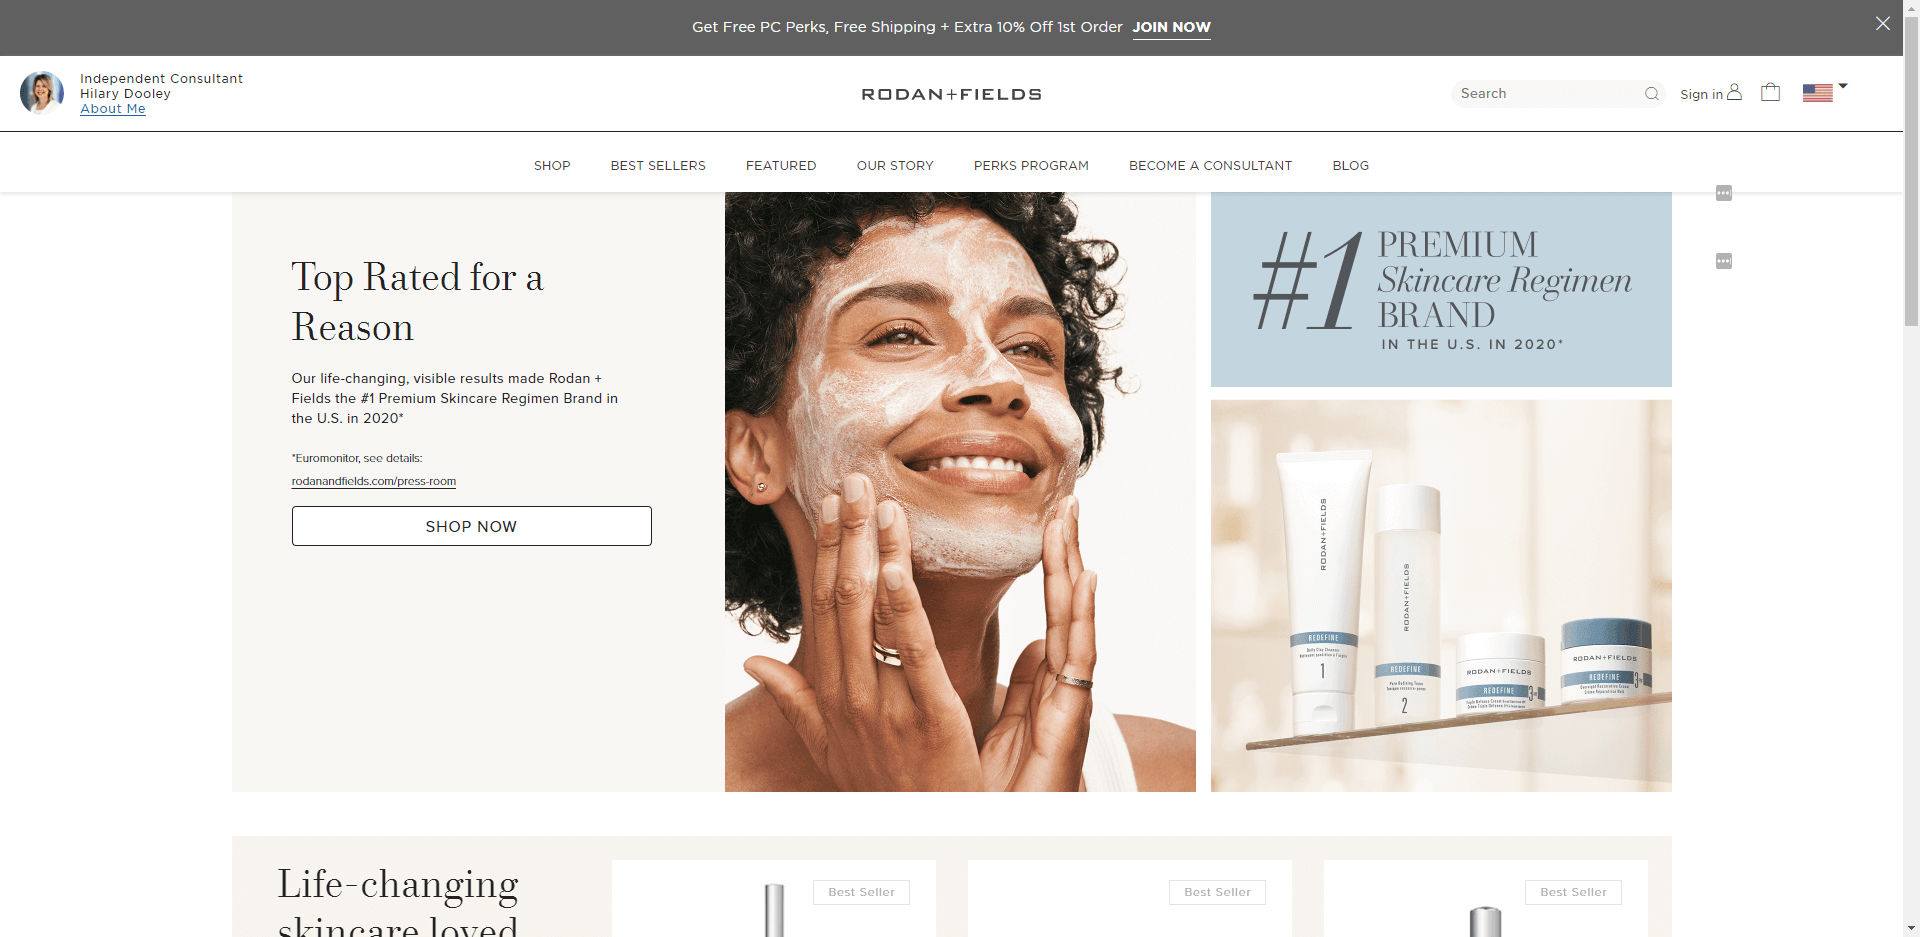 Get Free PC Perks, Free Shipping + Extra 10% Off 1st Order JOIN NOW
Independent Consultant
Hilary Dooley
About Me
RODAN+FIELDS
Search
Sign in
SHOP
BEST SELLERS
FEATURED
OUR STORY
PERKS PROGRAM
BECOME A CONSULTANT
BLOG
Top Rated for a
Reason
Our life-changing, visible results made Rodan +
Fields the #1 Premium Skincare Regimen Brand in
the U.S. in 2020*
*Euromonitor, see details:
rodanandfields.com/press-room
SHOP NOW
#1 PREMIUM
Skincare Regimen
BRAND
IN THE U.S. IN 2020*
RODAN+FIELDS
REDEFINE
1
RODAN+FIELDS
REDEFINE
2
RODAN+FIELDS
REDEFINE
3
RODAN+FIELDS
REDEFINE
3
Life-changing
skincare loved
Best Seller
Best Seller
Best Seller